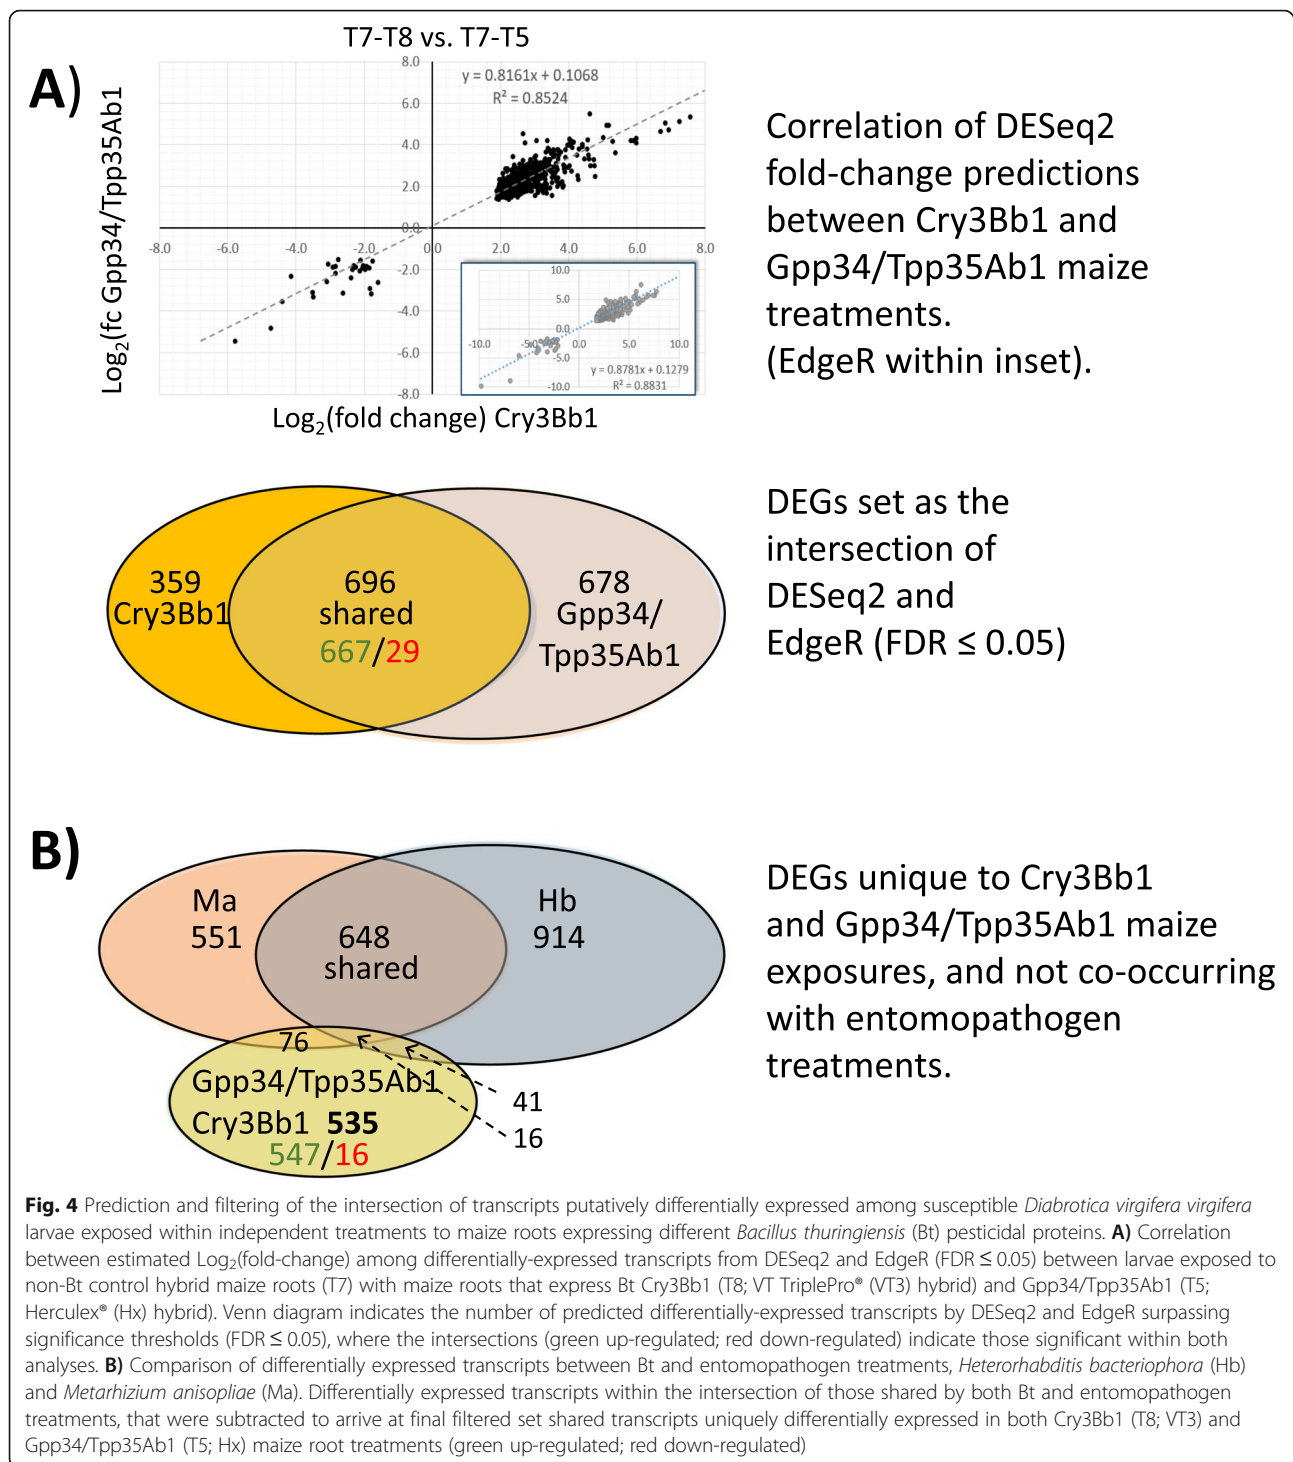 T7-T8 vs. T7-T5
A)
Log2(fc Gpp34/Tpp35Ab1
8.0
6.0
4.0
2.0
0.0
-2.0
-4.0
-6.0
-8.0
-8.0 -6.0 -4.0 -2.0 0.0 2.0 4.0 6.0 8.0
y = 0.8161x + 0.1068
R² = 0.8524
10.0
5.0
0.0
-5.0
-10.0
-10.0 -5.0 0.0 5.0 10.0
y = 0.8781x + 0.1279
R² = 0.8831
Log2(fold change) Cry3Bb1
Correlation of DESeq2
fold-change predictions
between Cry3Bb1 and
Gpp34/Tpp35Ab1 maize
treatments.
(EdgeR within inset).
359
Cry3Bb1
696
shared
667/29
678
Gpp34/
Tpp35Ab1
DEGs set as the
intersection of
DESeq2 and
EdgeR (FDR ≤ 0.05)
B)
Ma
551
648
shared
Hb
914
76
Gpp34/Tpp35Ab1
Cry3Bb1 535
547/16
41
16
DEGs unique to Cry3Bb1
and Gpp34/Tpp35Ab1 maize
exposures, and not co-occurring
with entomopathogen
treatments.
Fig. 4 Prediction and filtering of the intersection of transcripts putatively differentially expressed among susceptible Diabrotica virgifera virgifera
larvae exposed within independent treatments to maize roots expressing different Bacillus thuringiensis (Bt) pesticidal proteins. A) Correlation
between estimated Log2(fold-change) among differentially-expressed transcripts from DESeq2 and EdgeR (FDR ≤ 0.05) between larvae exposed to
non-Bt control hybrid maize roots (T7) with maize roots that express Bt Cry3Bb1 (T8; VT TriplePro® (VT3) hybrid) and Gpp34/Tpp35Ab1 (T5;
Herculex® (Hx) hybrid). Venn diagram indicates the number of predicted differentially-expressed transcripts by DESeq2 and EdgeR surpassing
significance thresholds (FDR ≤ 0.05), where the intersections (green up-regulated; red down-regulated) indicate those significant within both
analyses. B) Comparison of differentially expressed transcripts between Bt and entomopathogen treatments, Heterorhabditis bacteriophora (Hb)
and Metarhizium anisopliae (Ma). Differentially expressed transcripts within the intersection of those shared by both Bt and entomopathogen
treatments, that were subtracted to arrive at final filtered set shared transcripts uniquely differentially expressed in both Cry3Bb1 (T8; VT3) and
Gpp34/Tpp35Ab1 (T5; Hx) maize root treatments (green up-regulated; red down-regulated)